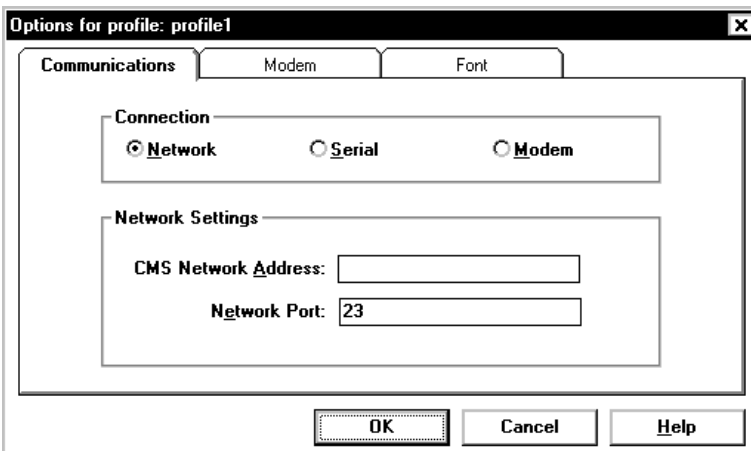 Options for profile: profile1
Communications Modem Font
Connection
Network Serial Modem
Network Settings
CMS Network Address:
Network Port: 23
OK Cancel Help